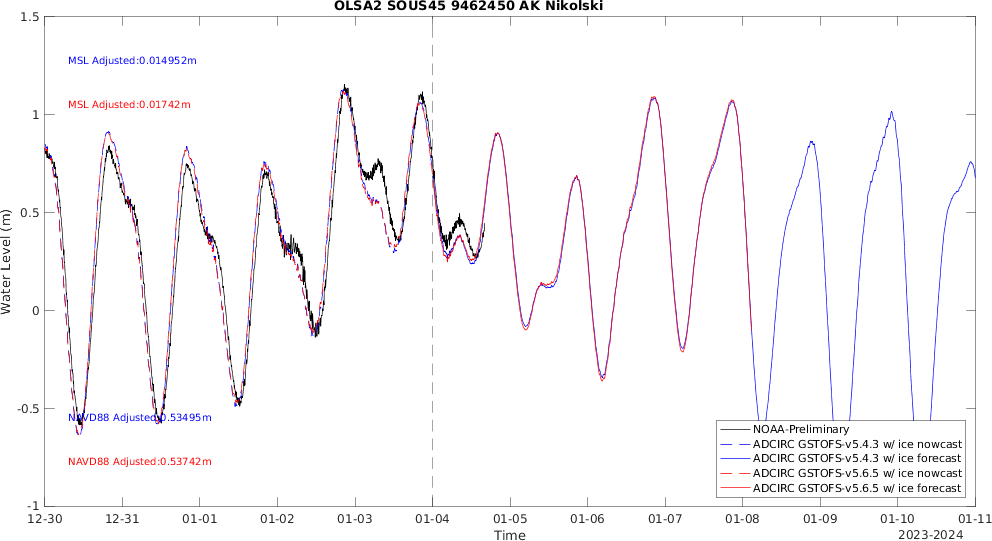 OLSA2 SOUS45 9462450 AK Nikolski
1.5
MSL Adjusted:0.014952m
MSL Adjusted:0.01742m
1
0.5
Water Level (m)
0
-0.5
NAVD88 Adjusted:0.53495m
NAVD88 Adjusted:0.53742m
NOAA-Preliminary
ADCIRC GSTOFS-v5.4.3 w/ ice nowcast
ADCIRC GSTOFS-v5.4.3 w/ ice forecast
ADCIRC GSTOFS-v5.6.5 w/ ice nowcast
ADCIRC GSTOFS-v5.6.5 w/ ice forecast
-1
12-30 12-31 01-01 01-02 01-03 01-04 01-05 01-06 01-07 01-08 01-09 01-10 01-11
Time
2023-2024